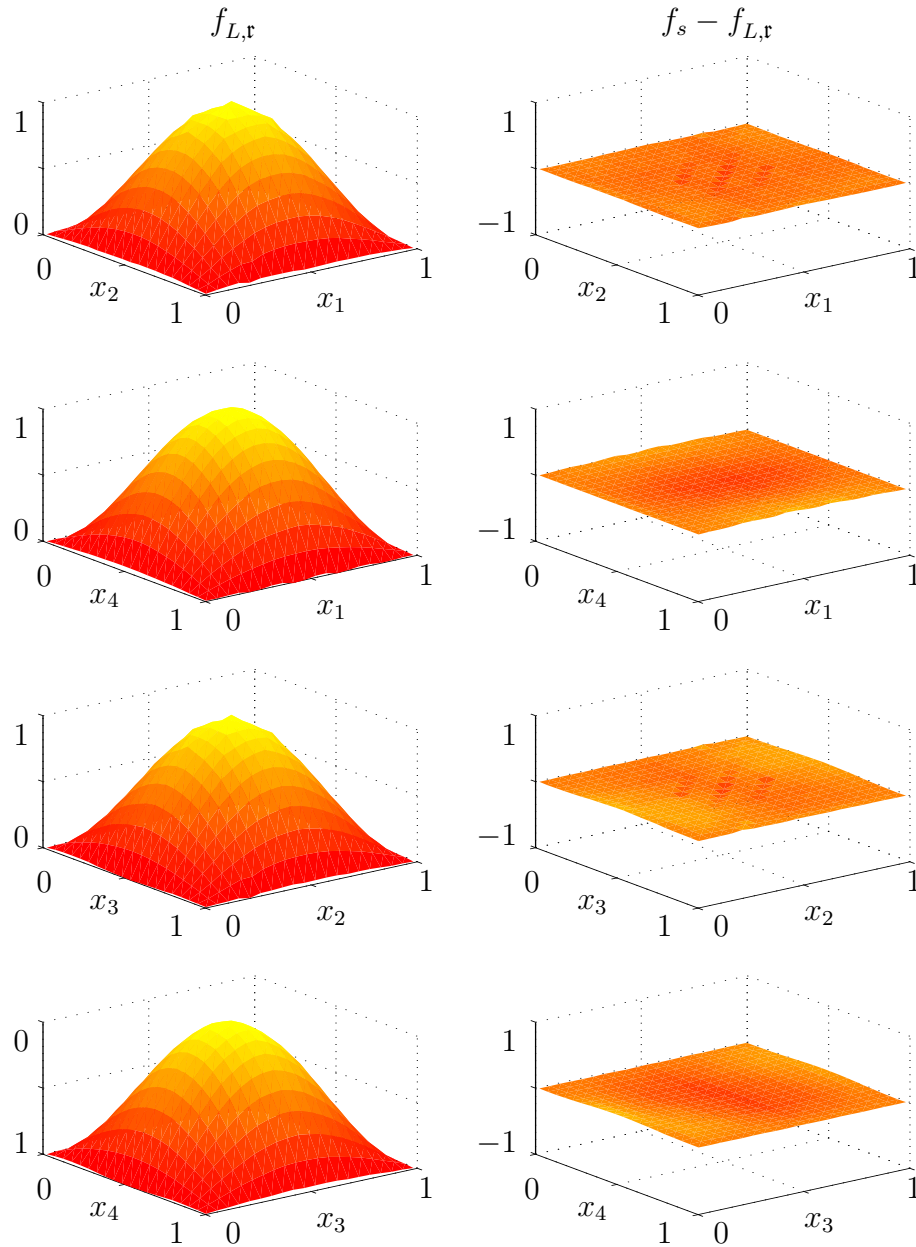 f_{L,𝔯} f_s − f_{L,𝔯}
1 0 0 x_2 1 0 x_1 1
1 −1 0 x_2 1 0 x_1 1
1 0 0 x_4 1 0 x_1 1
1 −1 0 x_4 1 0 x_1 1
1 0 0 x_3 1 0 x_2 1
1 −1 0 x_3 1 0 x_2 1
0 1 0 x_4 1 0 x_3 1
1 −1 0 x_4 1 0 x_3 1